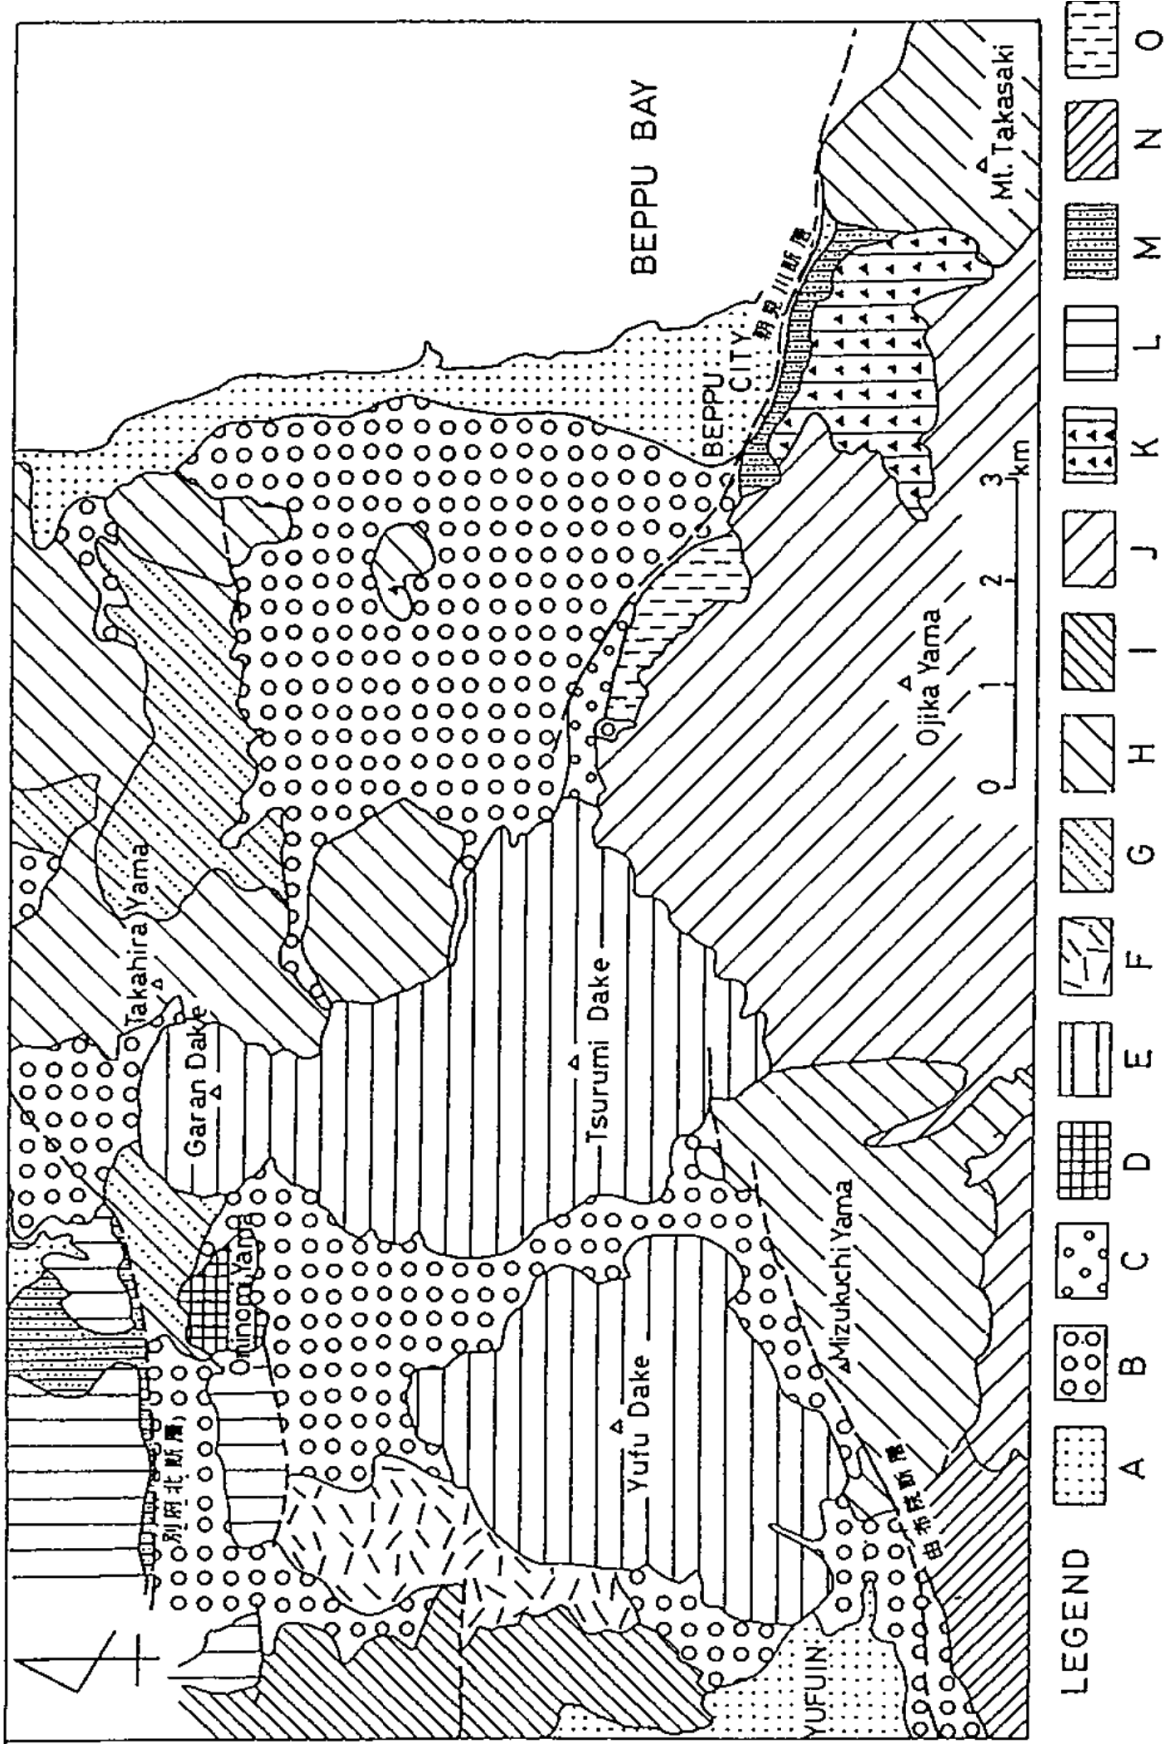 BEPPU BAY
Takahira Yama
Garan Dake
Oninomi Yama
別府北断層
Tsurumi Dake
Yufu Dake
BEPPU
CITY
朝見川断層
Mt. Takasaki
Ojika Yama
Mizukuchi Yama
由布院断層
YUFUIN
0 1 2 3
km
LEGEND
A B C D E F G H I J K L M N O